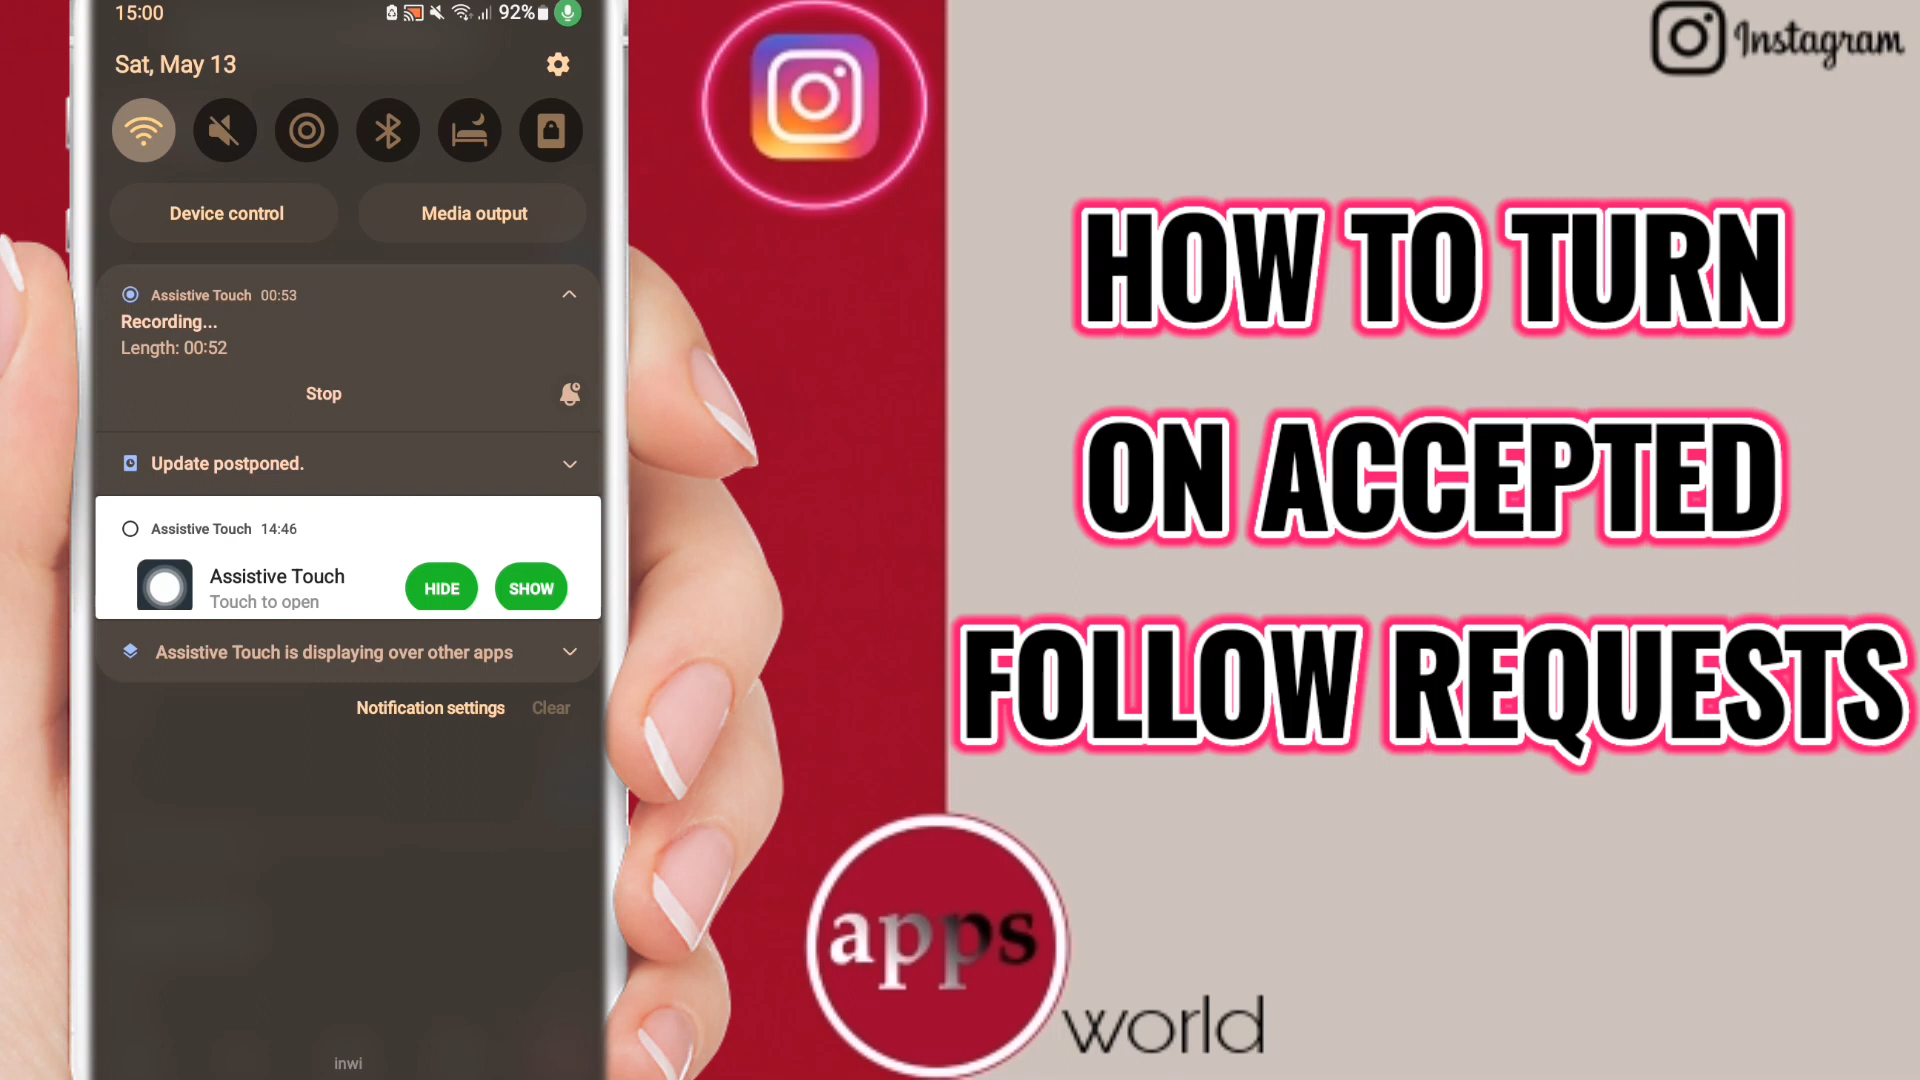 15:00
92%
Sat, May 13
Device control
Media output
Assistive Touch 00:53
Recording...
Length: 00:52
Stop
Update postponed.
Assistive Touch 14:46
Assistive Touch
Touch to open
HIDE
SHOW
Assistive Touch is displaying over other apps
Notification settings
Clear
inwi
Instagram
HOW TO TURN
ON ACCEPTED
FOLLOW REQUESTS
apps
world